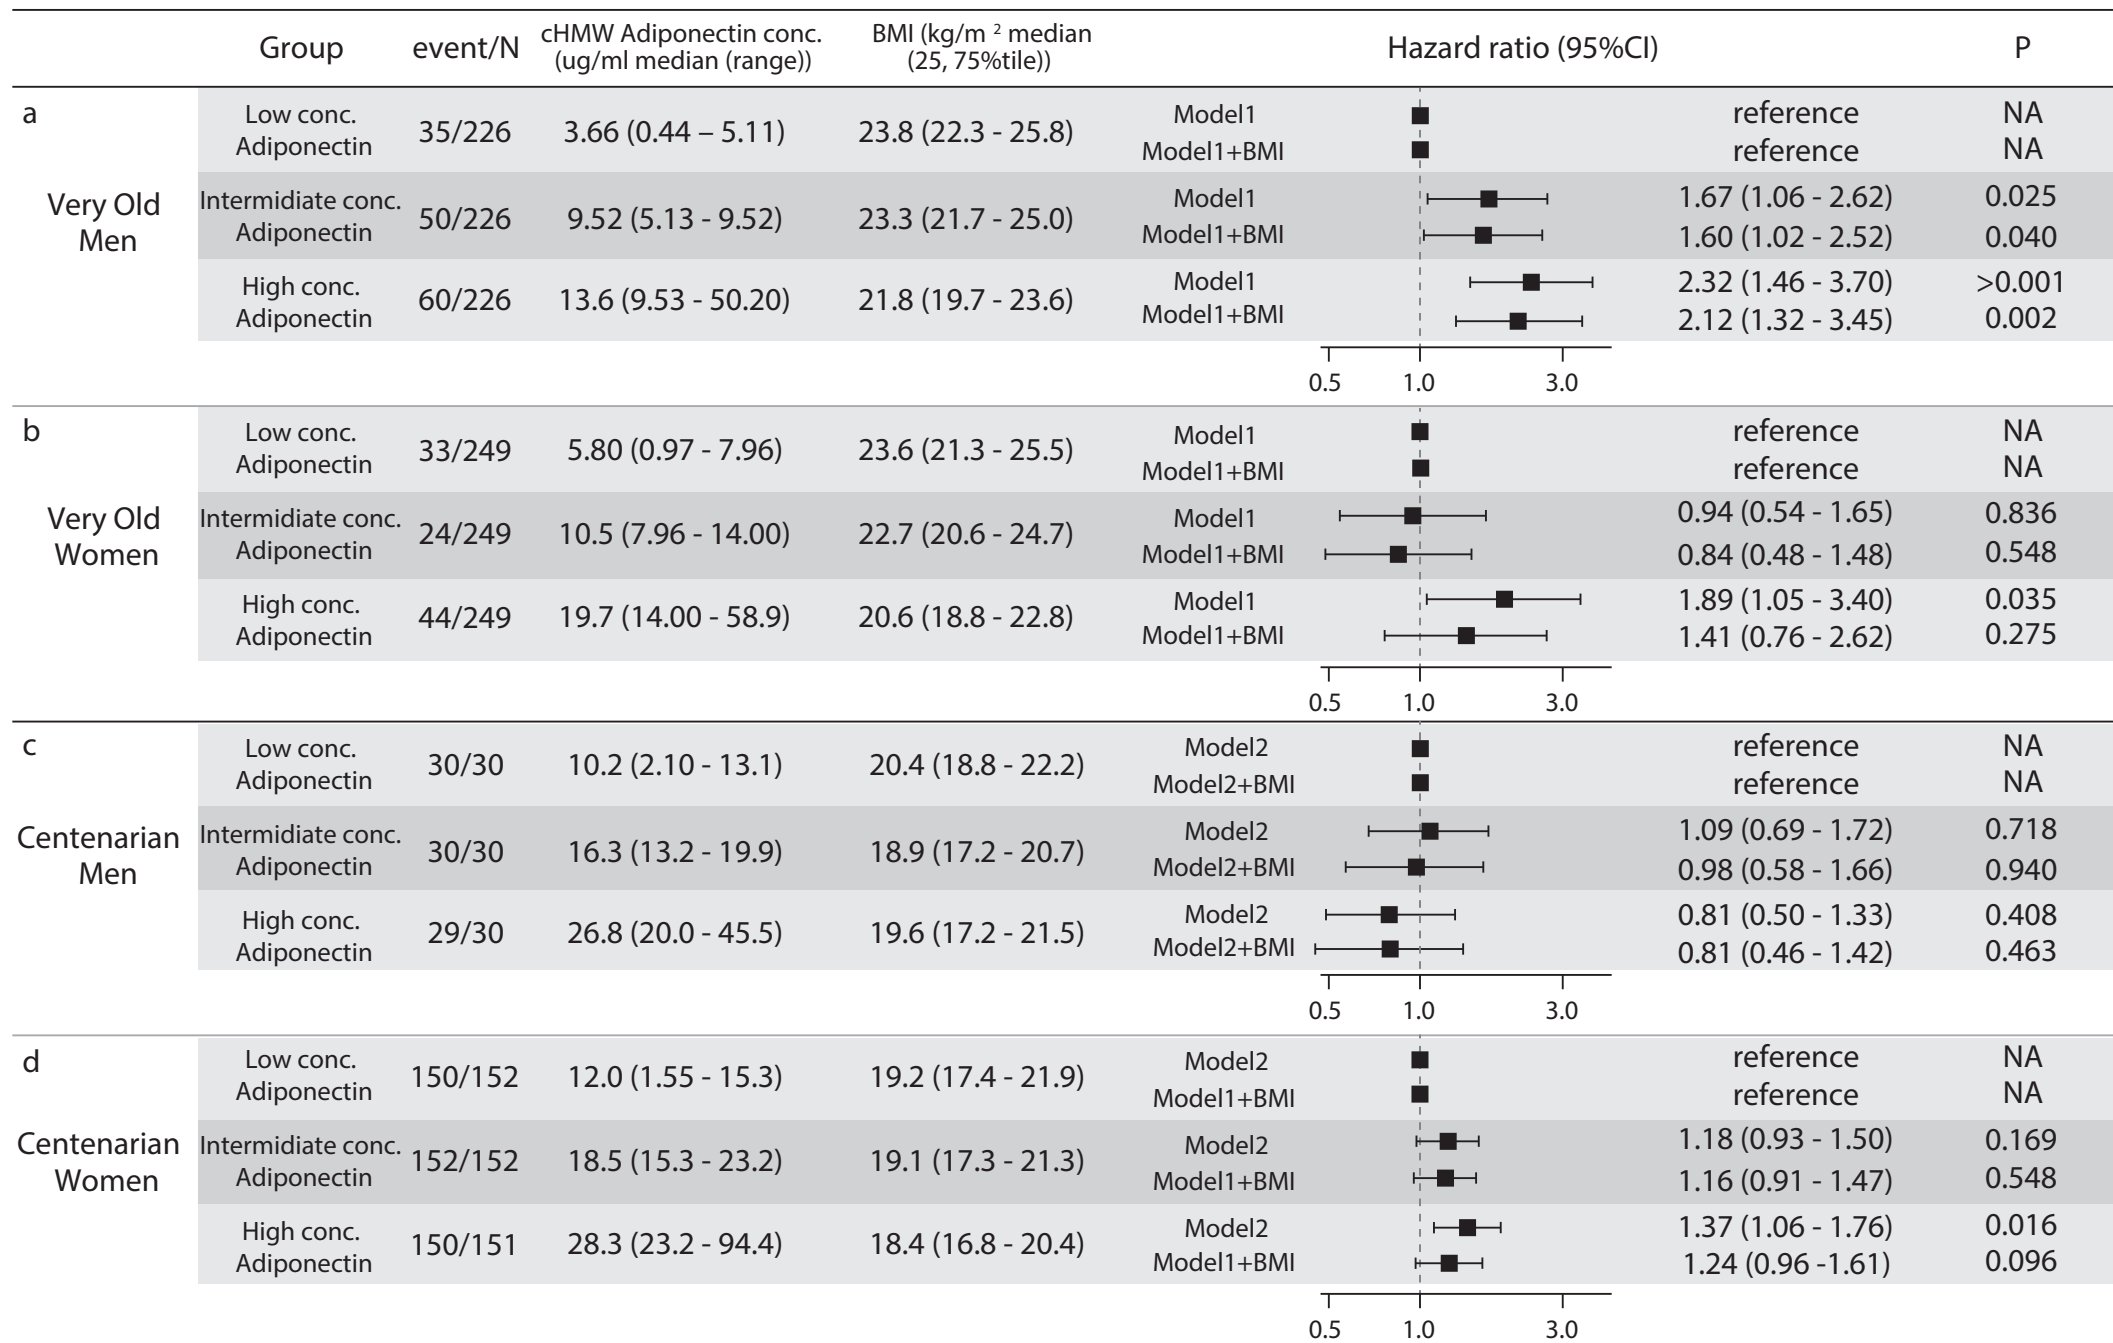 Group event/N cHMW Adiponectin conc. (ug/ml median (range)) BMI (kg/m ² median (25, 75%tile)) Hazard ratio (95%CI) P
a
Very Old
Men
Low conc.
Adiponectin
35/226 3.66 (0.44 – 5.11) 23.8 (22.3 - 25.8)
Model1 reference NA
Model1+BMI reference NA
Intermidiate conc.
Adiponectin
50/226 9.52 (5.13 - 9.52) 23.3 (21.7 - 25.0)
Model1 1.67 (1.06 - 2.62) 0.025
Model1+BMI 1.60 (1.02 - 2.52) 0.040
High conc.
Adiponectin
60/226 13.6 (9.53 - 50.20) 21.8 (19.7 - 23.6)
Model1 2.32 (1.46 - 3.70) >0.001
Model1+BMI 2.12 (1.32 - 3.45) 0.002
0.5 1.0 3.0
b
Very Old
Women
Low conc.
Adiponectin
33/249 5.80 (0.97 - 7.96) 23.6 (21.3 - 25.5)
Model1 reference NA
Model1+BMI reference NA
Intermidiate conc.
Adiponectin
24/249 10.5 (7.96 - 14.00) 22.7 (20.6 - 24.7)
Model1 0.94 (0.54 - 1.65) 0.836
Model1+BMI 0.84 (0.48 - 1.48) 0.548
High conc.
Adiponectin
44/249 19.7 (14.00 - 58.9) 20.6 (18.8 - 22.8)
Model1 1.89 (1.05 - 3.40) 0.035
Model1+BMI 1.41 (0.76 - 2.62) 0.275
0.5 1.0 3.0
c
Centenarian
Men
Low conc.
Adiponectin
30/30 10.2 (2.10 - 13.1) 20.4 (18.8 - 22.2)
Model2 reference NA
Model2+BMI reference NA
Intermidiate conc.
Adiponectin
30/30 16.3 (13.2 - 19.9) 18.9 (17.2 - 20.7)
Model2 1.09 (0.69 - 1.72) 0.718
Model2+BMI 0.98 (0.58 - 1.66) 0.940
High conc.
Adiponectin
29/30 26.8 (20.0 - 45.5) 19.6 (17.2 - 21.5)
Model2 0.81 (0.50 - 1.33) 0.408
Model2+BMI 0.81 (0.46 - 1.42) 0.463
0.5 1.0 3.0
d
Centenarian
Women
Low conc.
Adiponectin
150/152 12.0 (1.55 - 15.3) 19.2 (17.4 - 21.9)
Model2 reference NA
Model1+BMI reference NA
Intermidiate conc.
Adiponectin
152/152 18.5 (15.3 - 23.2) 19.1 (17.3 - 21.3)
Model2 1.18 (0.93 - 1.50) 0.169
Model1+BMI 1.16 (0.91 - 1.47) 0.548
High conc.
Adiponectin
150/151 28.3 (23.2 - 94.4) 18.4 (16.8 - 20.4)
Model2 1.37 (1.06 - 1.76) 0.016
Model1+BMI 1.24 (0.96 -1.61) 0.096
0.5 1.0 3.0